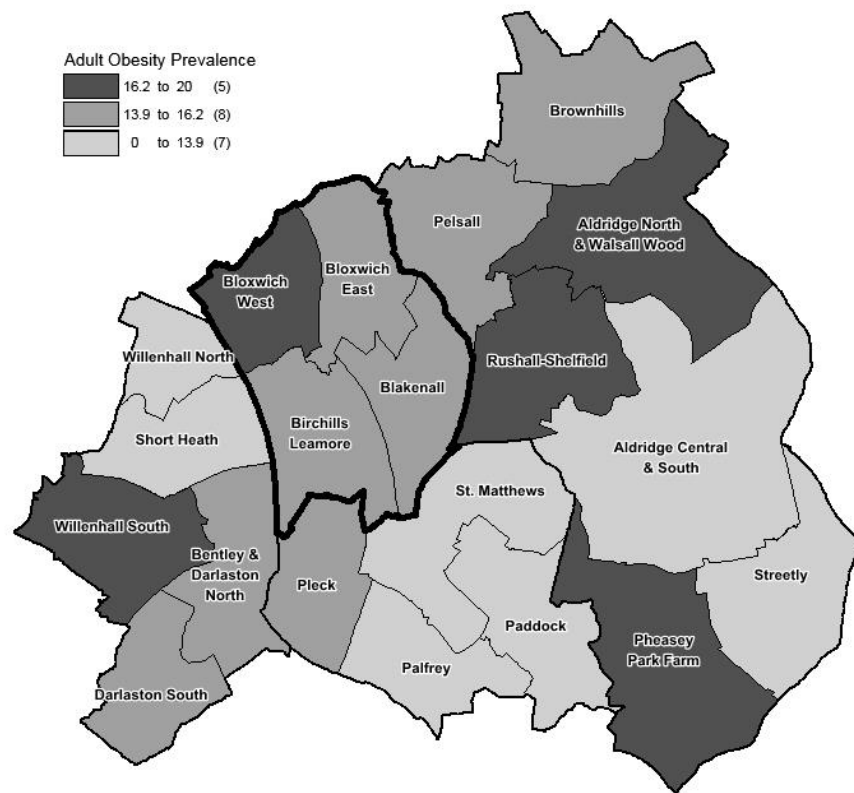 Adult Obesity Prevalence
16.2 to 20 (5)
13.9 to 16.2 (8)
0 to 13.9 (7)
Brownhills
Pelsall
Aldridge North
& Walsall Wood
Bloxwich
West
Bloxwich
East
Willenhall North
Rushall-Shelfield
Blakenall
Birchills
Leamore
Short Heath
Aldridge Central
& South
St. Matthews
Willenhall South
Bentley &
Darlaston
North
Pleck
Streetly
Paddock
Pheasey
Park Farm
Palfrey
Darlaston South